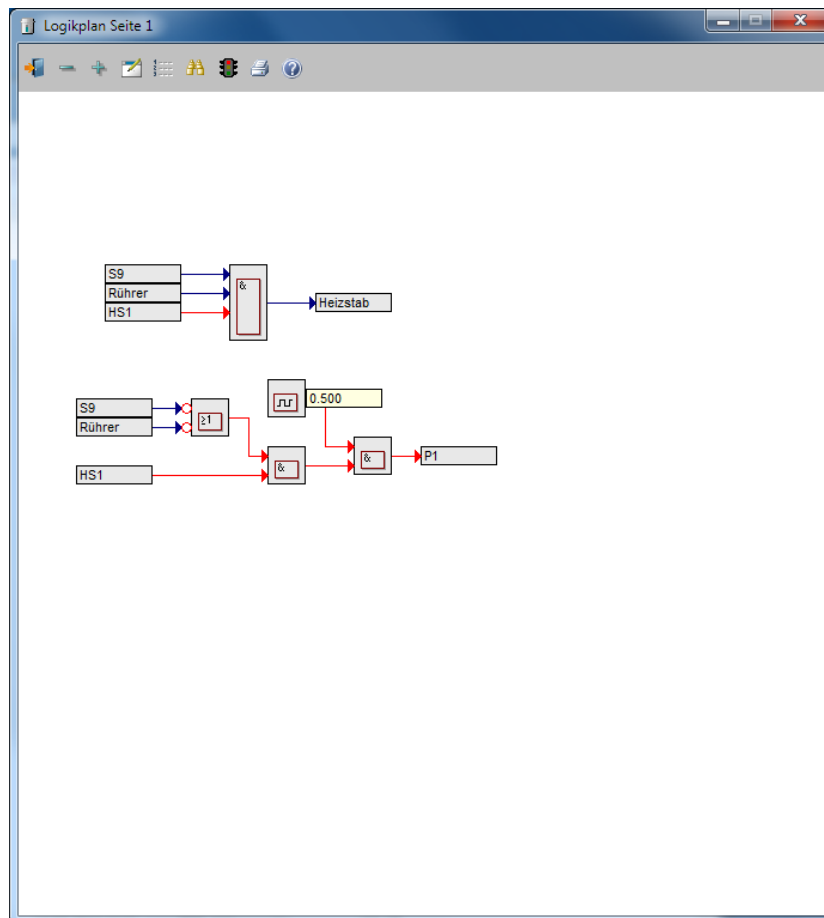 Logikplan Seite 1
S9
Rührer
HS1
&
Heizstab
S9
Rührer
≥1
0.500
HS1
&
&
P1